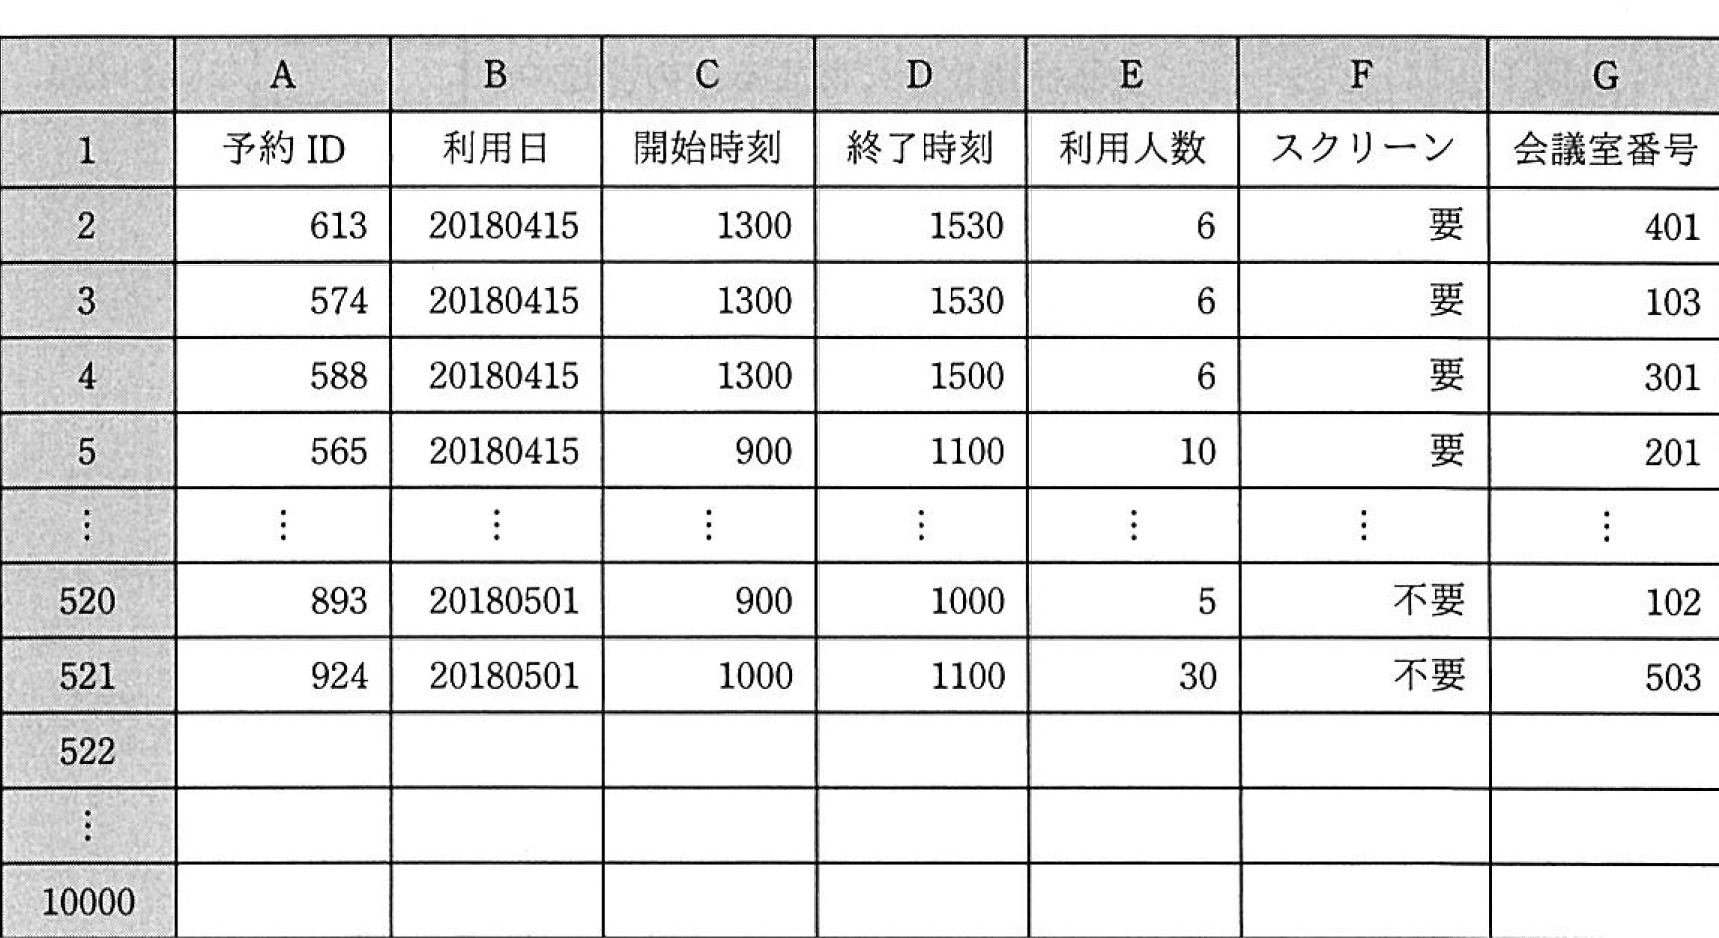 A B C D E F G
1 予約 ID 利用日 開始時刻 終了時刻 利用人数 スクリーン 会議室番号
2 613 20180415 1300 1530 6 要 401
3 574 20180415 1300 1530 6 要 103
4 588 20180415 1300 1500 6 要 301
5 565 20180415 900 1100 10 要 201
⋮ ⋮ ⋮ ⋮ ⋮ ⋮ ⋮ ⋮
520 893 20180501 900 1000 5 不要 102
521 924 20180501 1000 1100 30 不要 503
522
⋮
10000